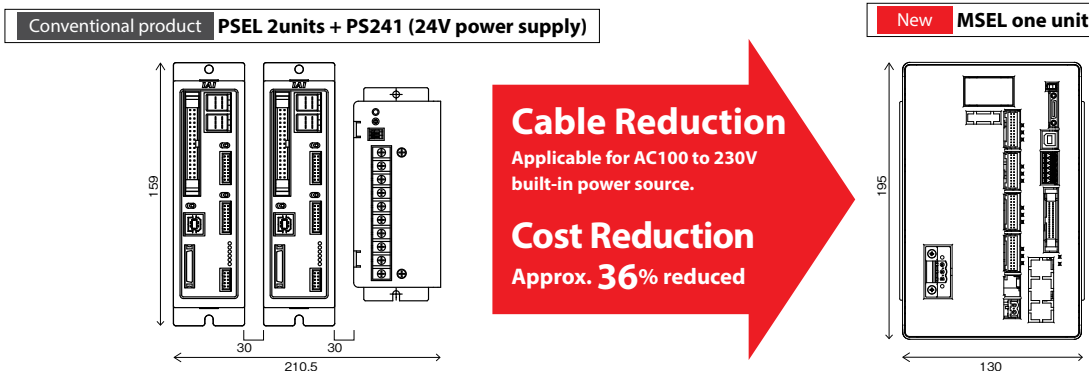 Conventional product PSEL 2units + PS241 (24V power supply)
New MSEL one unit
IAI IAI
Cable Reduction
Applicable for AC100 to 230V
built-in power source.
Cost Reduction
Approx. 36% reduced
159
195
30 30
210.5
130